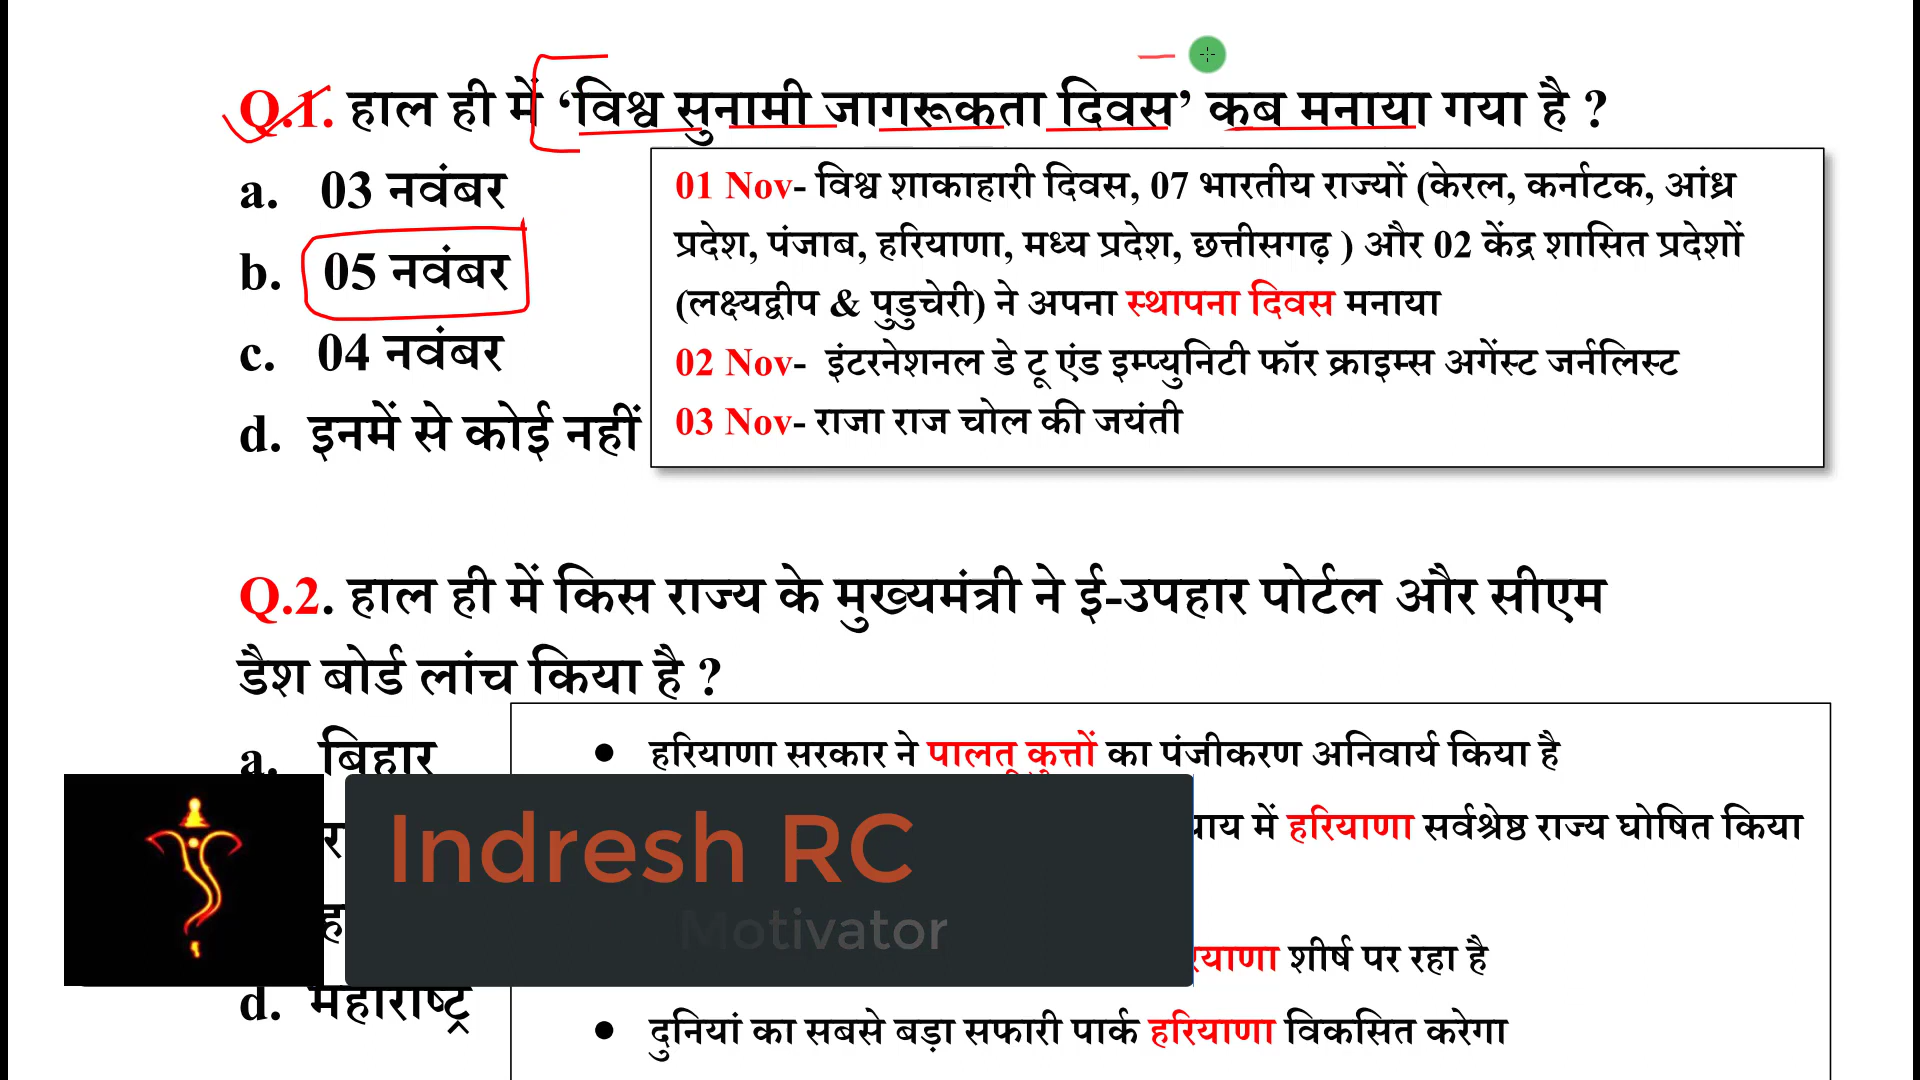 Q.1. हाल ही में ‘विश्व सुनामी जागरूकता दिवस’ कब मनाया गया है ?
a. 03 नवंबर
b. 05 नवंबर
c. 04 नवंबर
d. इनमें से कोई नहीं
01 Nov- विश्व शाकाहारी दिवस, 07 भारतीय राज्यों (केरल, कर्नाटक, आंध्र
प्रदेश, पंजाब, हरियाणा, मध्य प्रदेश, छत्तीसगढ़ ) और 02 केंद्र शासित प्रदेशों
(लक्ष्यद्वीप & पुडुचेरी) ने अपना स्थापना दिवस मनाया
02 Nov- इंटरनेशनल डे टू एंड इम्प्युनिटी फॉर क्राइम्स अगेंस्ट जर्नलिस्ट
03 Nov- राजा राज चोल की जयंती
Q.2. हाल ही में किस राज्य के मुख्यमंत्री ने ई-उपहार पोर्टल और सीएम
डैश बोर्ड लांच किया है ?
a. बिहार
d. महाराष्ट्र
• हरियाणा सरकार ने पालतू कुत्तों का पंजीकरण अनिवार्य किया है
में हरियाणा सर्वश्रेष्ठ राज्य घोषित किया
शीर्ष पर रहा है
• दुनियां का सबसे बड़ा सफारी पार्क हरियाणा विकसित करेगा
Indresh RC
Motivator